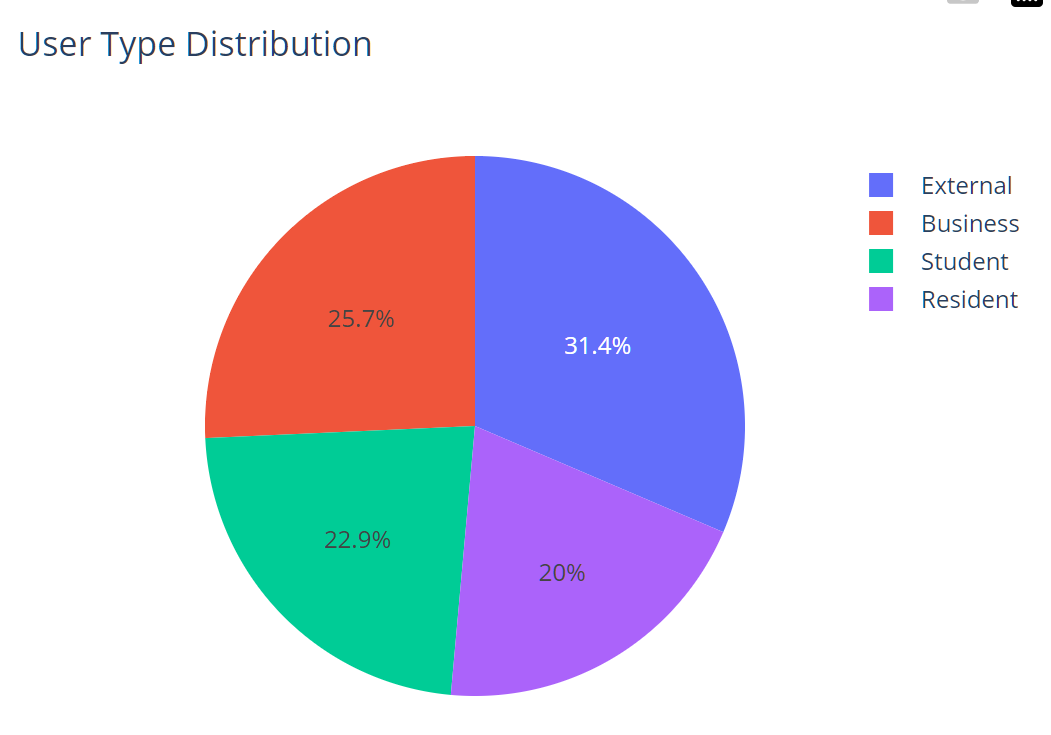 User Type Distribution
External
Business
Student
Resident
25.7%
31.4%
22.9%
20%